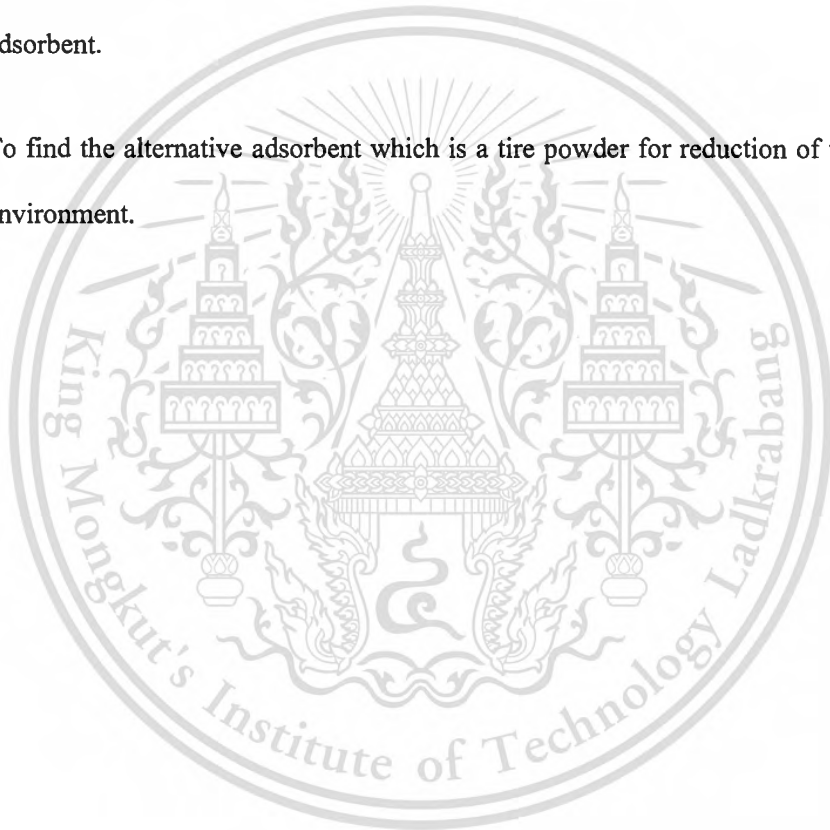 dsorbent.
o find the alternative adsorbent which is a tire powder for reduction of
nvironment.
King Mongkut's Institute of Technology Ladkrabang